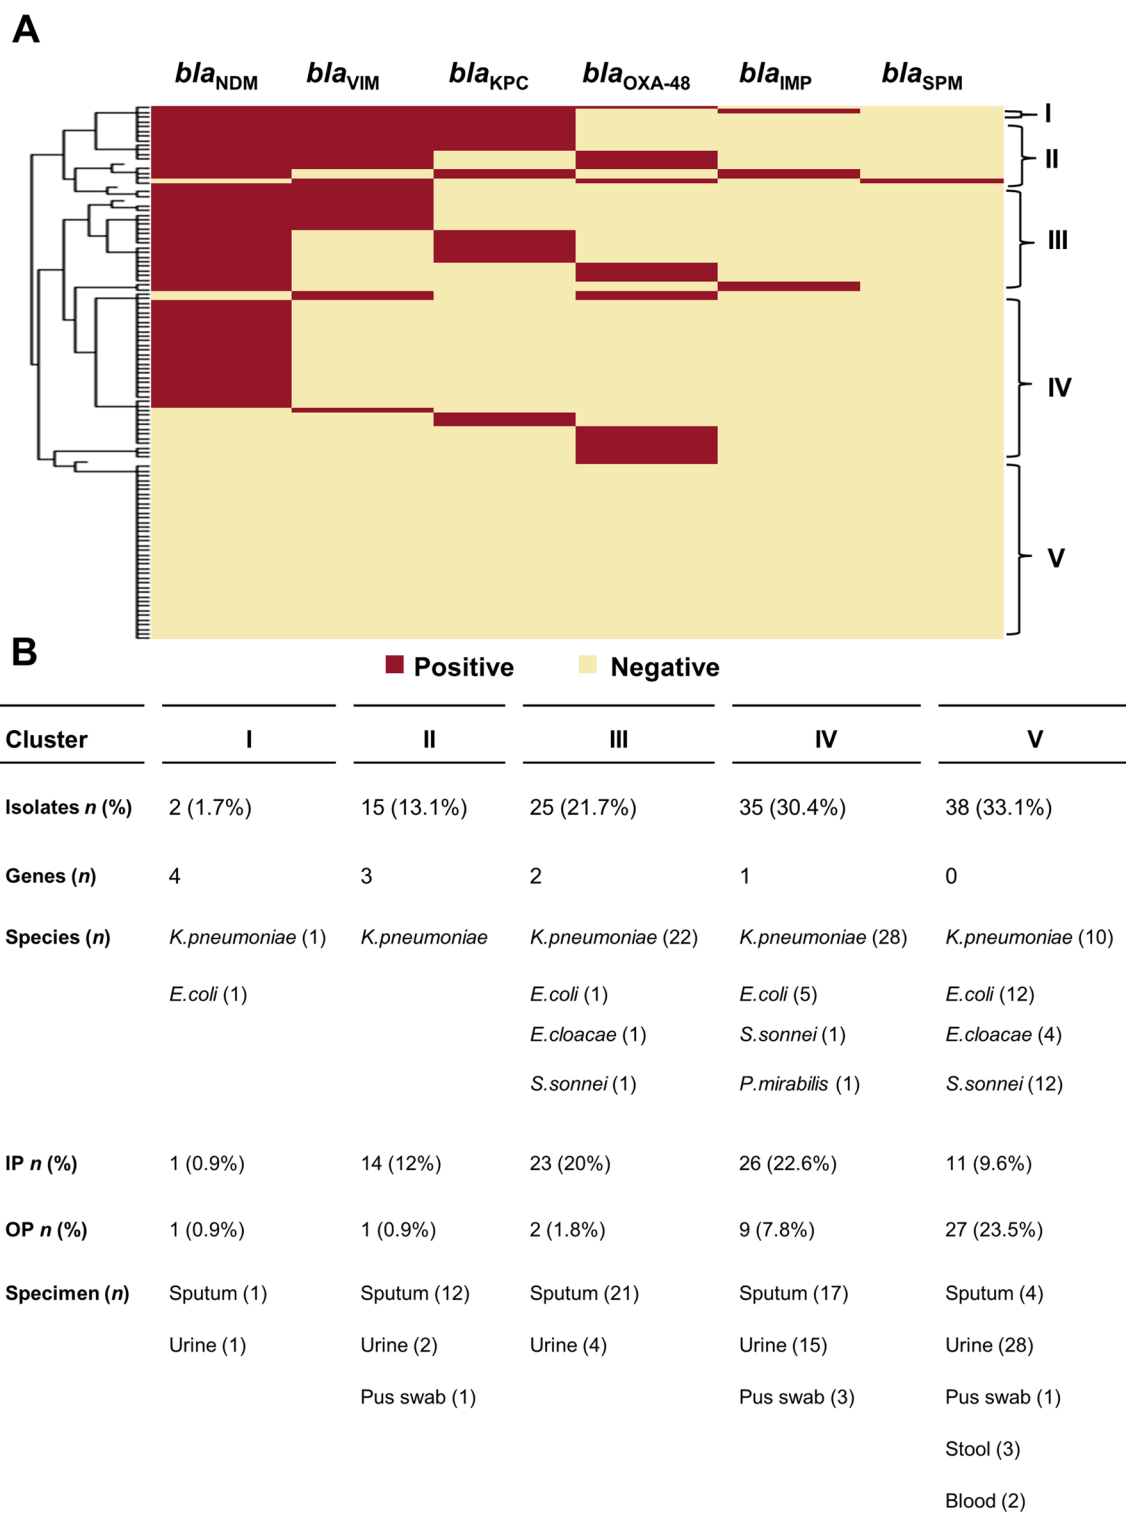 A
blaNDM blaVIM blaKPC blaOXA-48 blaIMP blaSPM
I
II
III
IV
V
B
Positive Negative
Cluster I II III IV V
Isolates n (%) 2 (1.7%) 15 (13.1%) 25 (21.7%) 35 (30.4%) 38 (33.1%)
Genes (n) 4 3 2 1 0
Species (n) K.pneumoniae (1) K.pneumoniae K.pneumoniae (22) K.pneumoniae (28) K.pneumoniae (10)
E.coli (1) E.coli (1) E.coli (5) E.coli (12)
E.cloacae (1) S.sonnei (1) E.cloacae (4)
S.sonnei (1) P.mirabilis (1) S.sonnei (12)
IP n (%) 1 (0.9%) 14 (12%) 23 (20%) 26 (22.6%) 11 (9.6%)
OP n (%) 1 (0.9%) 1 (0.9%) 2 (1.8%) 9 (7.8%) 27 (23.5%)
Specimen (n) Sputum (1) Sputum (12) Sputum (21) Sputum (17) Sputum (4)
Urine (1) Urine (2) Urine (4) Urine (15) Urine (28)
Pus swab (1) Pus swab (3) Pus swab (1)
Stool (3)
Blood (2)